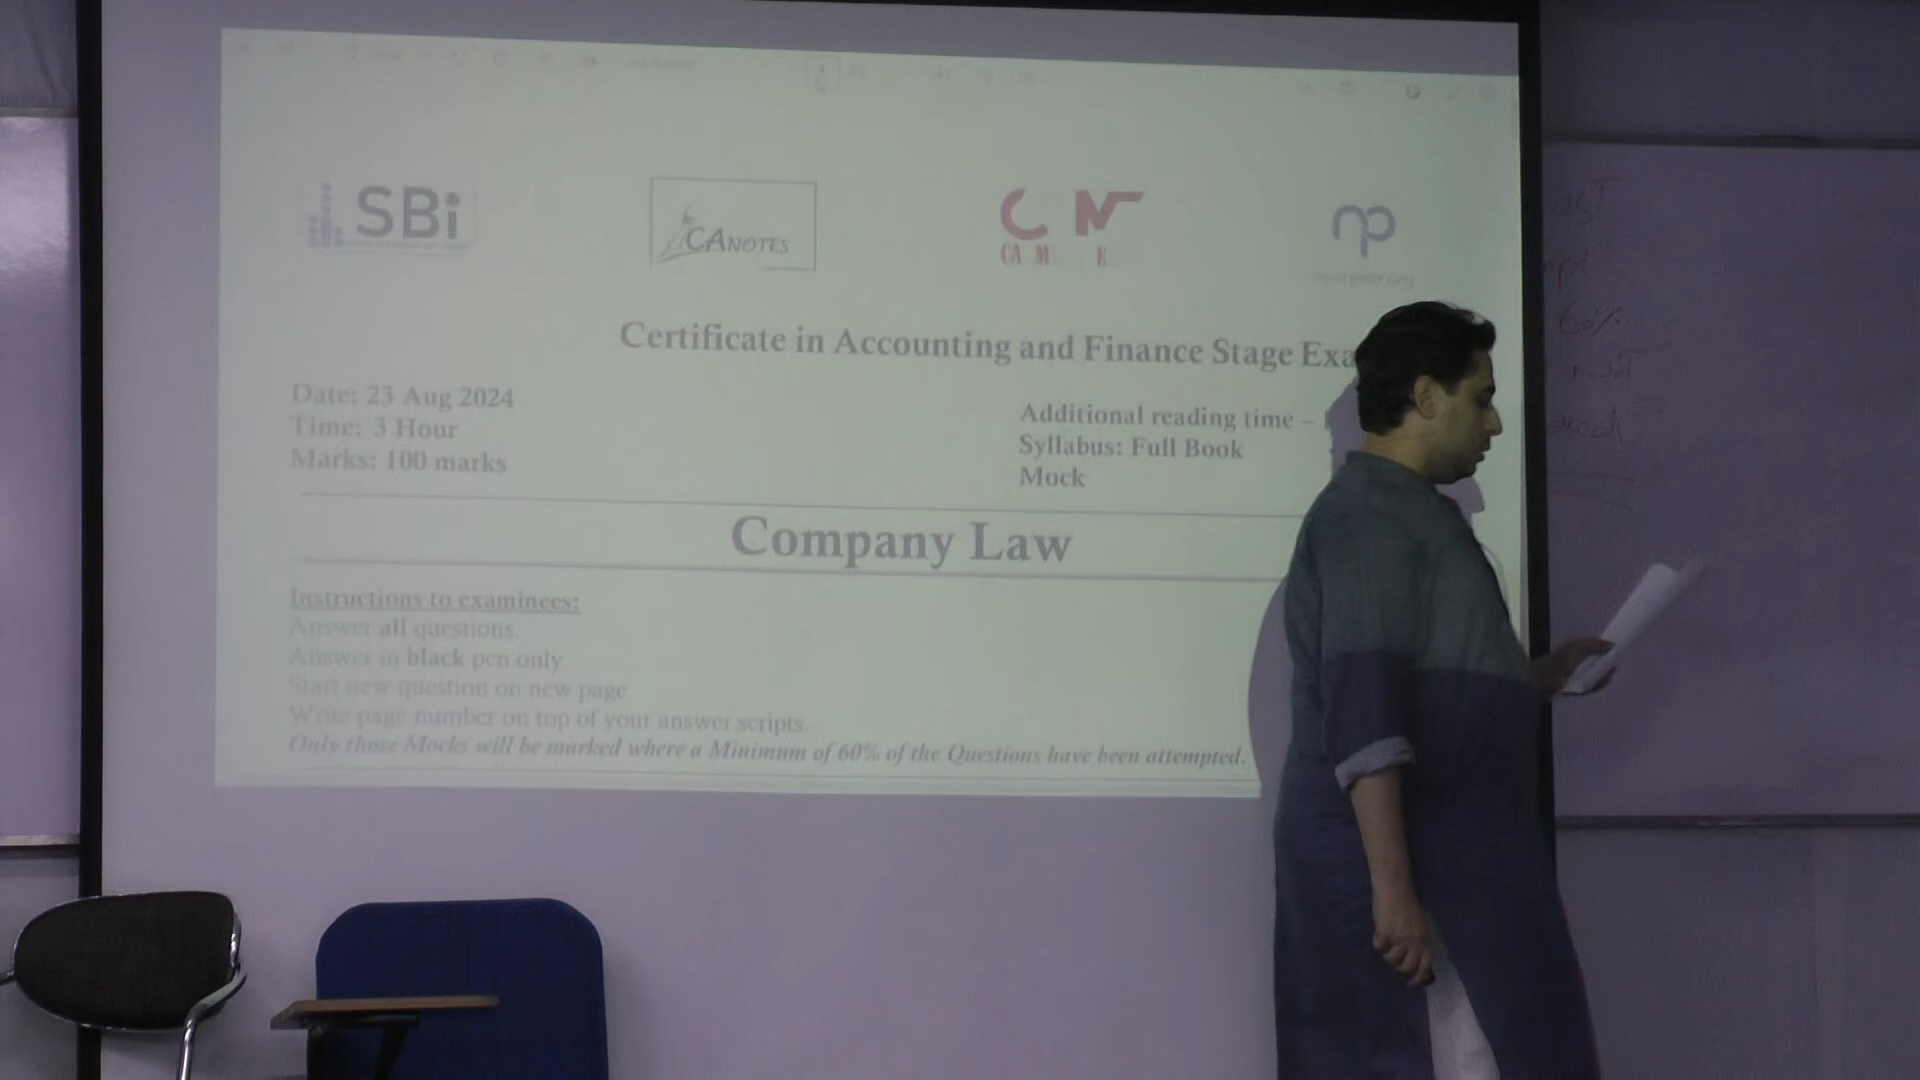 SBi
CANOTES
C M
CA M E
np
Certificate in Accounting and Finance Stage Exa
Date: 23 Aug 2024
Time: 3 Hour
Marks: 100 marks
Additional reading time –
Syllabus: Full Book
Mock
Company Law
Instructions to examinees:
Answer all questions.
Answer in black pen only.
Start new question on new page
Write page number on top of your answer scripts.
Only those Mocks will be marked where a Minimum of 60% of the Questions have been attempted.
60%